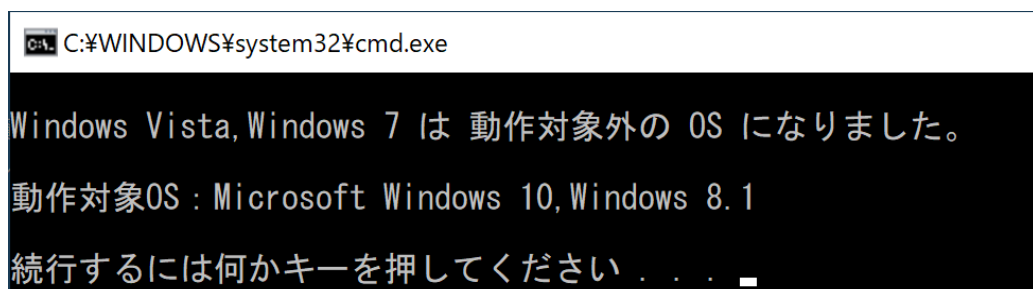 C:¥WINDOWS¥system32¥cmd.exe
Windows Vista,Windows 7 は 動作対象外の OS になりました。
動作対象OS：Microsoft Windows 10,Windows 8.1
続行するには何かキーを押してください . . .